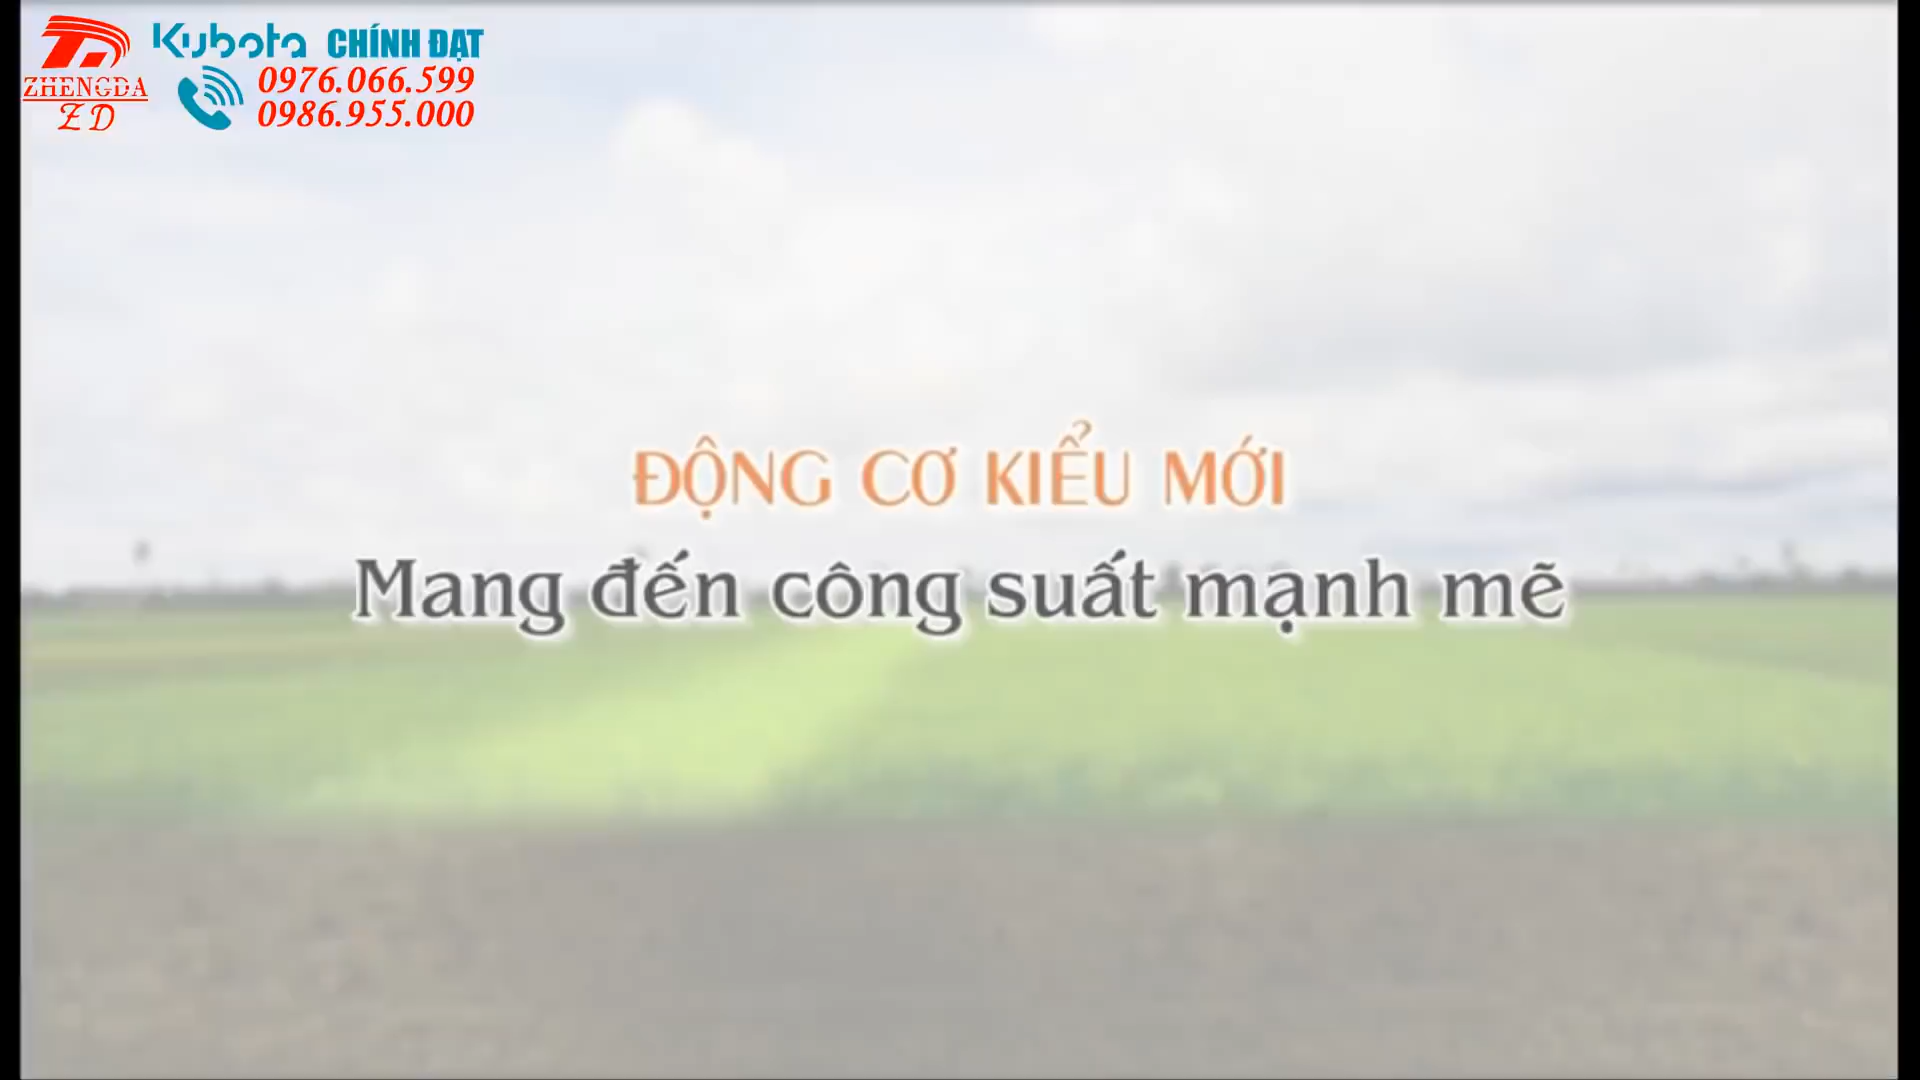 Kubota CHÍNH ĐẠT
ZHENGDA
ZD
0976.066.599
0986.955.000
ĐỘNG CƠ KIỂU MỚI
Mang đến công suất mạnh mẽ